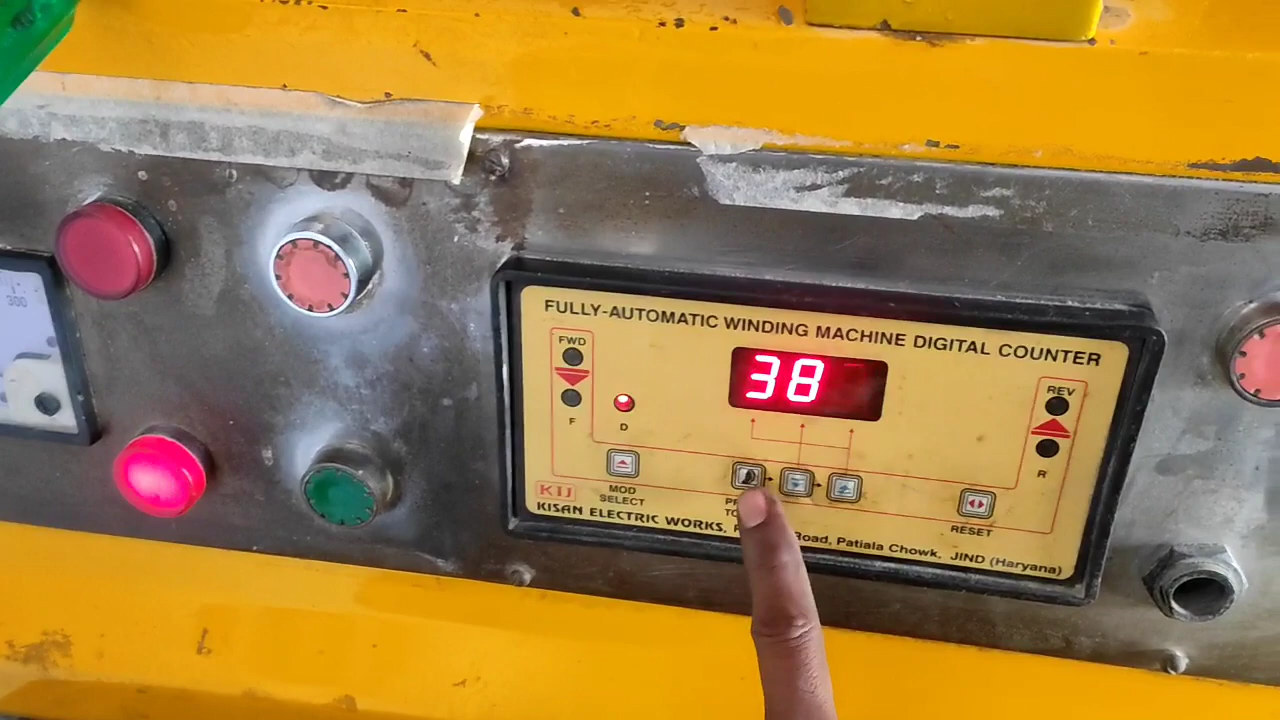 300
FULLY-AUTOMATIC WINDING MACHINE DIGITAL COUNTER
FWD
38
REV
F
D
R
MOD
SELECT
RESET
KIJ
KISAN ELECTRIC WORKS, Road, Patiala Chowk, JIND (Haryana)